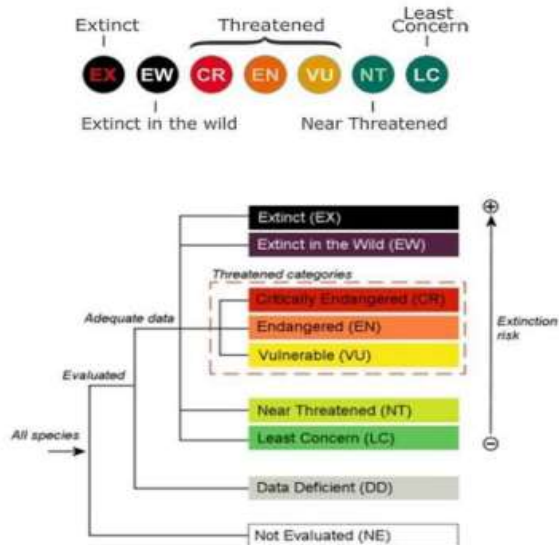 Extinct
Threatened
Least
Concern
EX EW CR EN VU NT LC
Extinct in the wild
Near Threatened
Extinct (EX)
Extinct in the Wild (EW)
Threatened categories
Critically Endangered (CR)
Adequate data
Endangered (EN)
Extinction
risk
Vulnerable (VU)
Evaluated
Near Threatened (NT)
All species
Least Concern (LC)
Data Deficient (DD)
Not Evaluated (NE)